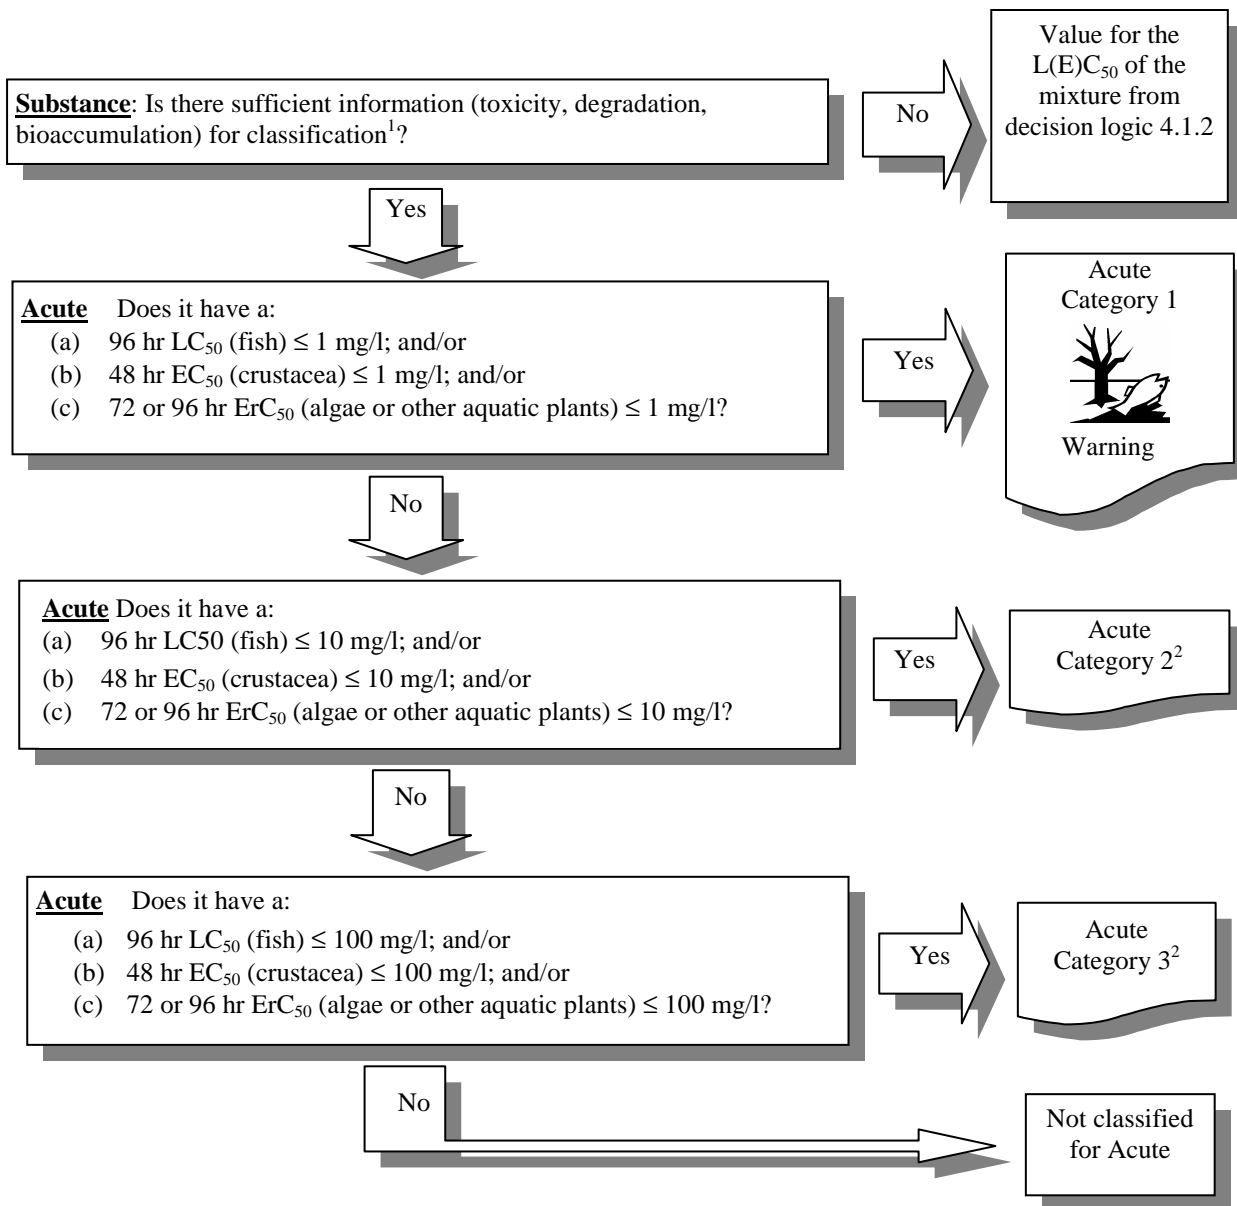 Value for the
L(E)C₅₀ of the
mixture from
decision logic 4.1.2
Substance: Is there sufficient information (toxicity, degradation,
bioaccumulation) for classification¹?
No
Yes
Acute Does it have a:
(a) 96 hr LC₅₀ (fish) ≤ 1 mg/l; and/or
(b) 48 hr EC₅₀ (crustacea) ≤ 1 mg/l; and/or
(c) 72 or 96 hr ErC₅₀ (algae or other aquatic plants) ≤ 1 mg/l?
Yes
Acute
Category 1
Warning
No
Acute Does it have a:
(a) 96 hr LC50 (fish) ≤ 10 mg/l; and/or
(b) 48 hr EC₅₀ (crustacea) ≤ 10 mg/l; and/or
(c) 72 or 96 hr ErC₅₀ (algae or other aquatic plants) ≤ 10 mg/l?
Yes
Acute
Category 2²
No
Acute Does it have a:
(a) 96 hr LC₅₀ (fish) ≤ 100 mg/l; and/or
(b) 48 hr EC₅₀ (crustacea) ≤ 100 mg/l; and/or
(c) 72 or 96 hr ErC₅₀ (algae or other aquatic plants) ≤ 100 mg/l?
Yes
Acute
Category 3²
No
Not classified
for Acute